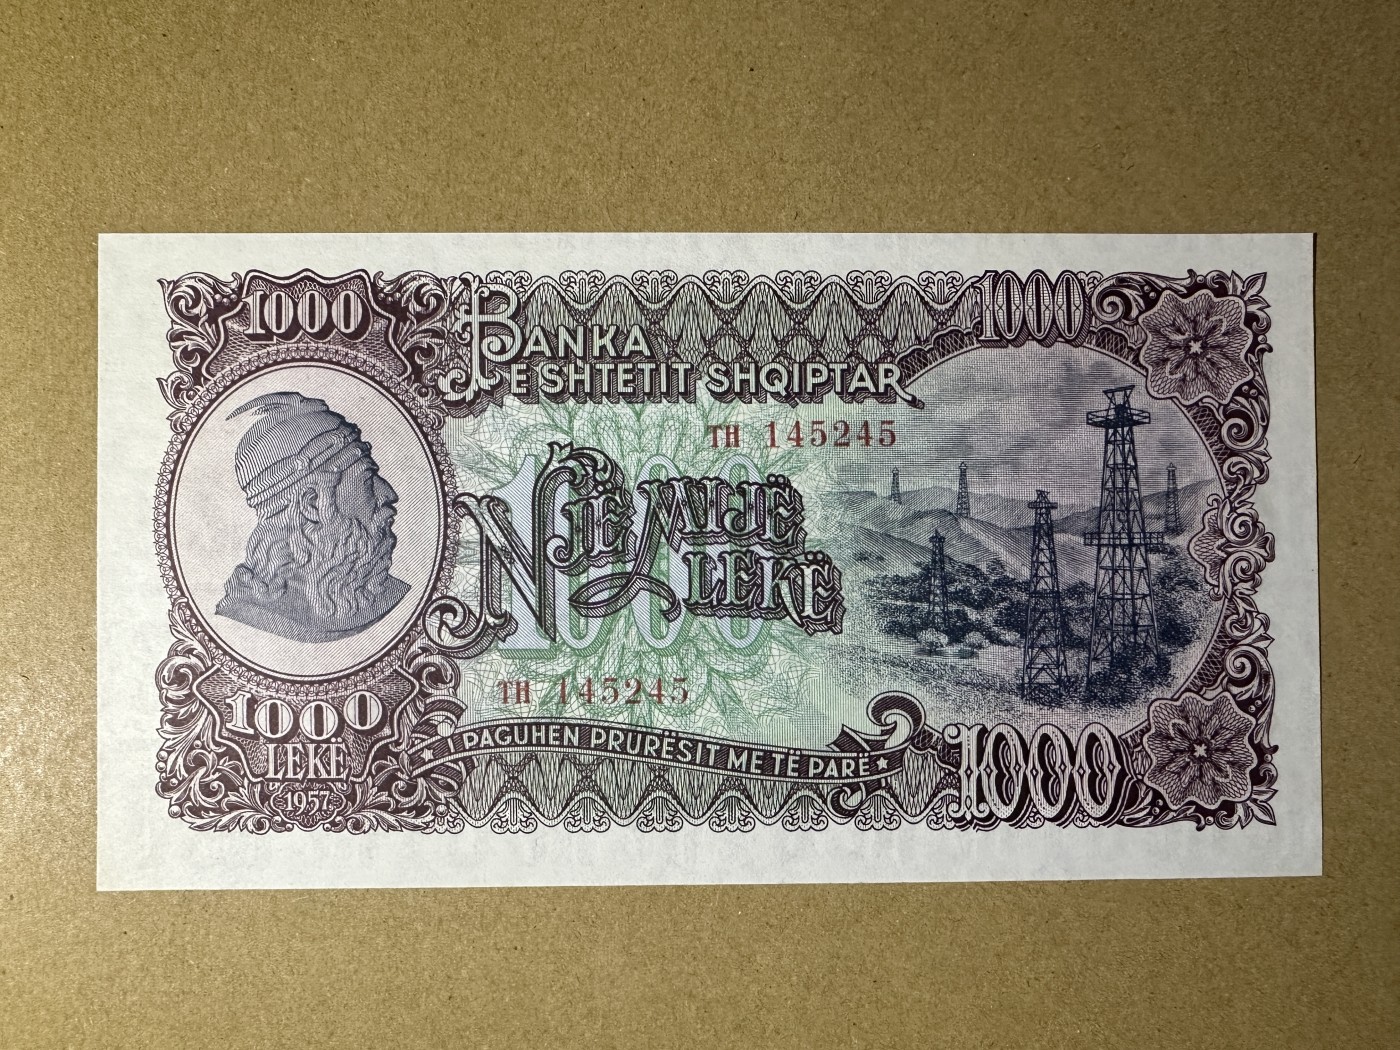 1000
1000
BANKA
E SHTETIT SHQIPTAR
TH 145245
1000
NJË MIJË
LEKË
TH 145245
1000
LEKË
1957
I PAGUHEN PRURËSIT ME TË PARË
1000